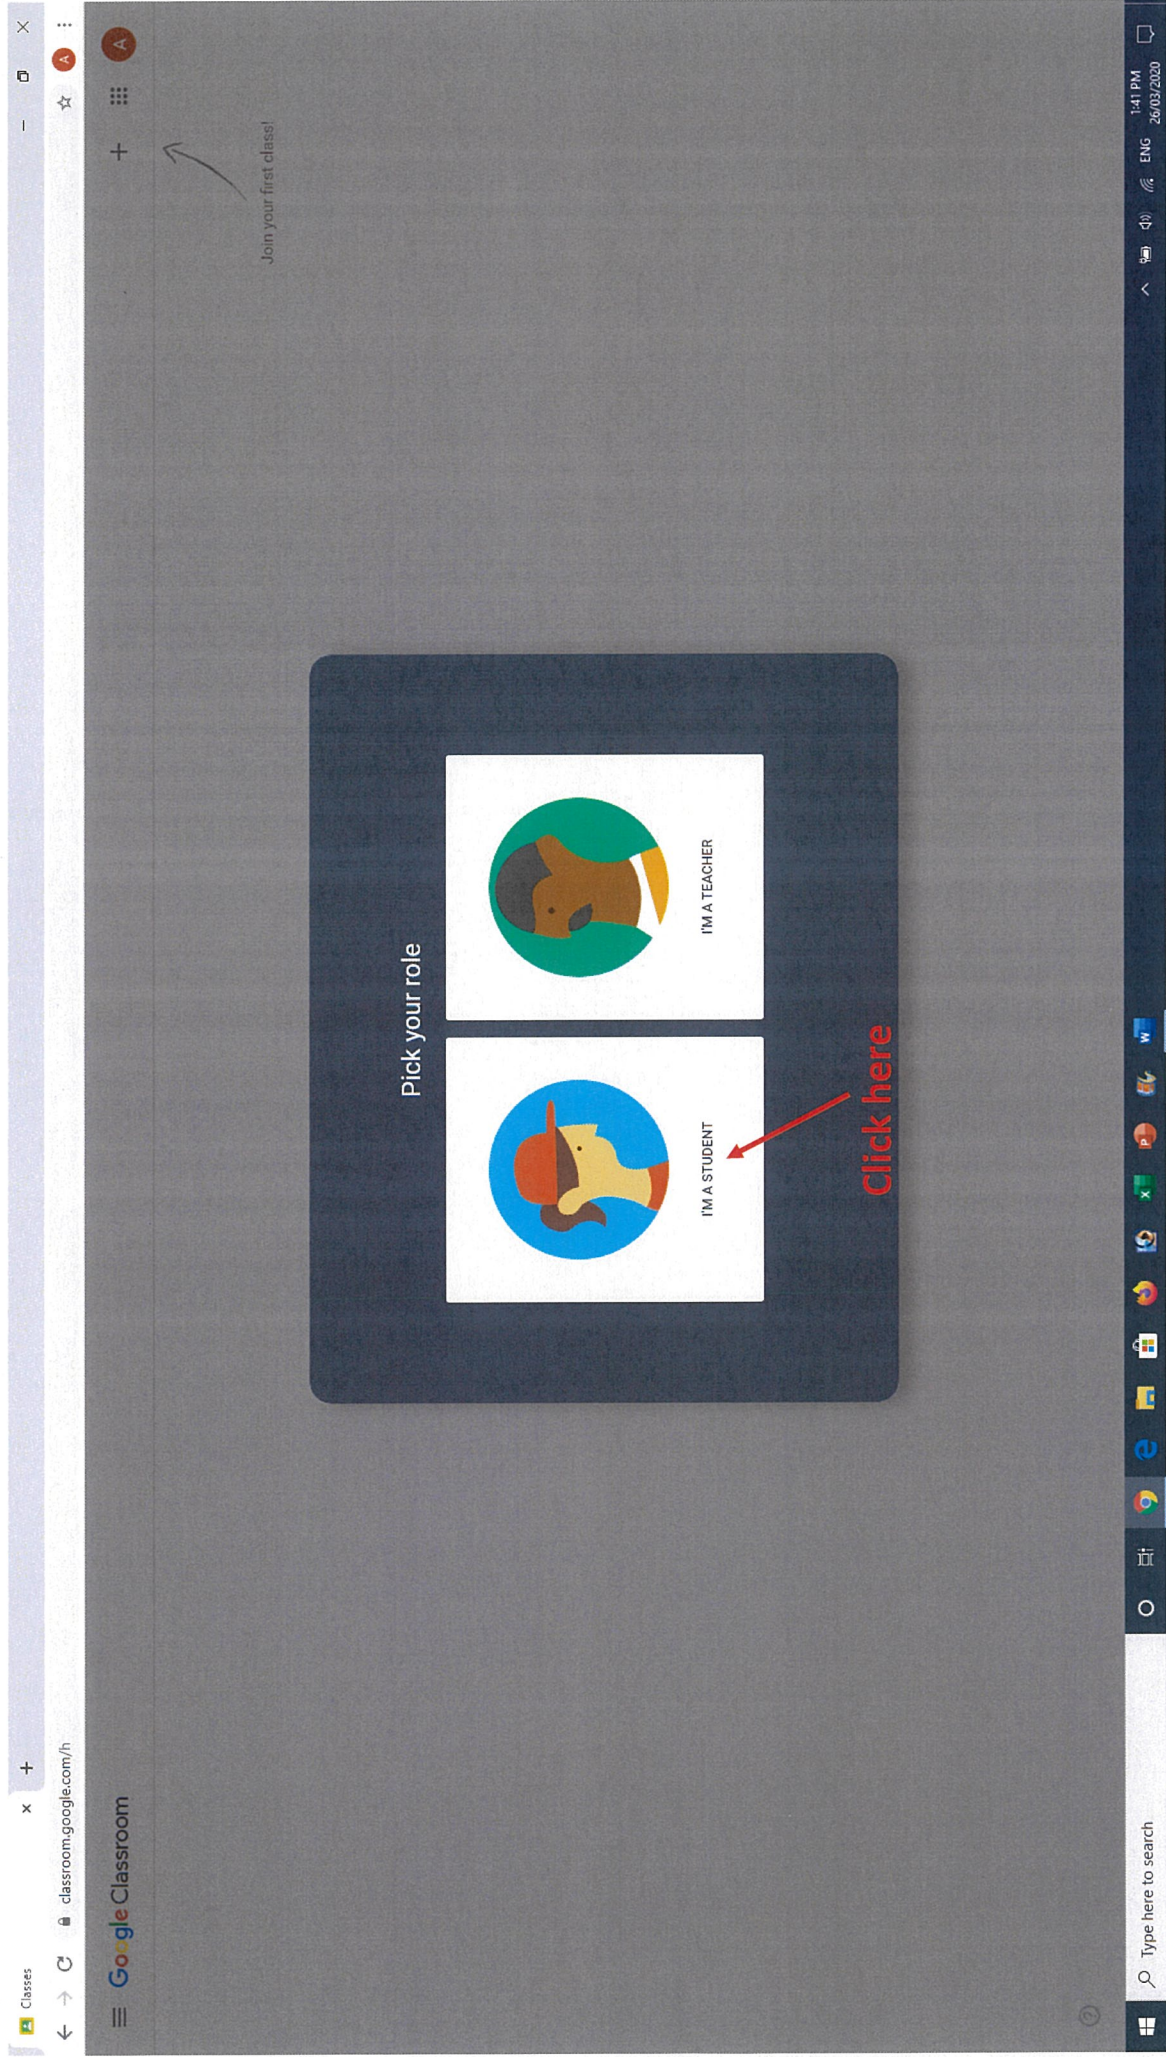 Classes
classroom.google.com/h
A
Google Classroom
A
Join your first class!
Pick your role
I'M A STUDENT
I'M A TEACHER
Click here
Type here to search
ENG
1:41 PM
26/03/2020